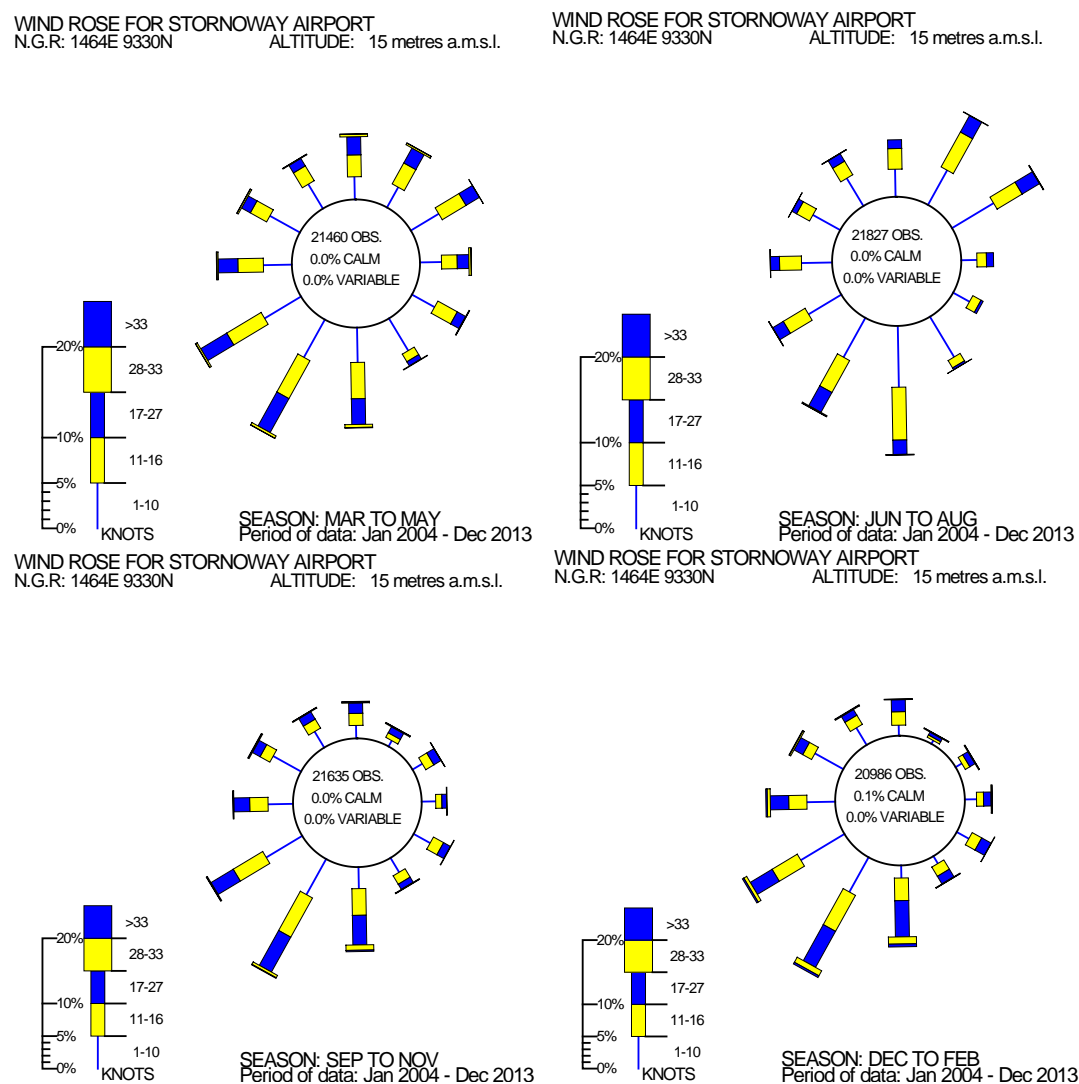 WIND ROSE FOR STORNOWAY AIRPORT
N.G.R: 1464E 9330N ALTITUDE: 15 metres a.m.s.l.
21460 OBS.
0.0% CALM
0.0% VARIABLE
>33
20%
28-33
17-27
10%
11-16
5%
1-10
0%
KNOTS
SEASON: MAR TO MAY
Period of data: Jan 2004 - Dec 2013
WIND ROSE FOR STORNOWAY AIRPORT
N.G.R: 1464E 9330N ALTITUDE: 15 metres a.m.s.l.
21827 OBS.
0.0% CALM
0.0% VARIABLE
>33
20%
28-33
17-27
10%
11-16
5%
1-10
0%
KNOTS
SEASON: JUN TO AUG
Period of data: Jan 2004 - Dec 2013
WIND ROSE FOR STORNOWAY AIRPORT
N.G.R: 1464E 9330N ALTITUDE: 15 metres a.m.s.l.
21635 OBS.
0.0% CALM
0.0% VARIABLE
>33
20%
28-33
17-27
10%
11-16
5%
1-10
0%
KNOTS
SEASON: SEP TO NOV
Period of data: Jan 2004 - Dec 2013
WIND ROSE FOR STORNOWAY AIRPORT
N.G.R: 1464E 9330N ALTITUDE: 15 metres a.m.s.l.
20986 OBS.
0.1% CALM
0.0% VARIABLE
>33
20%
28-33
17-27
10%
11-16
5%
1-10
0%
KNOTS
SEASON: DEC TO FEB
Period of data: Jan 2004 - Dec 2013